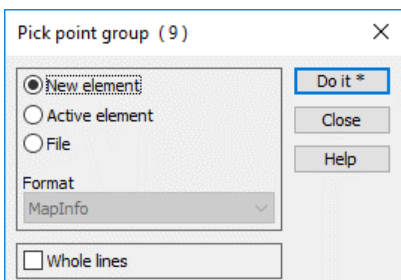 Pick point group (9)
New element
Do it *
Active element
Close
File
Help
Format
MapInfo
Whole lines